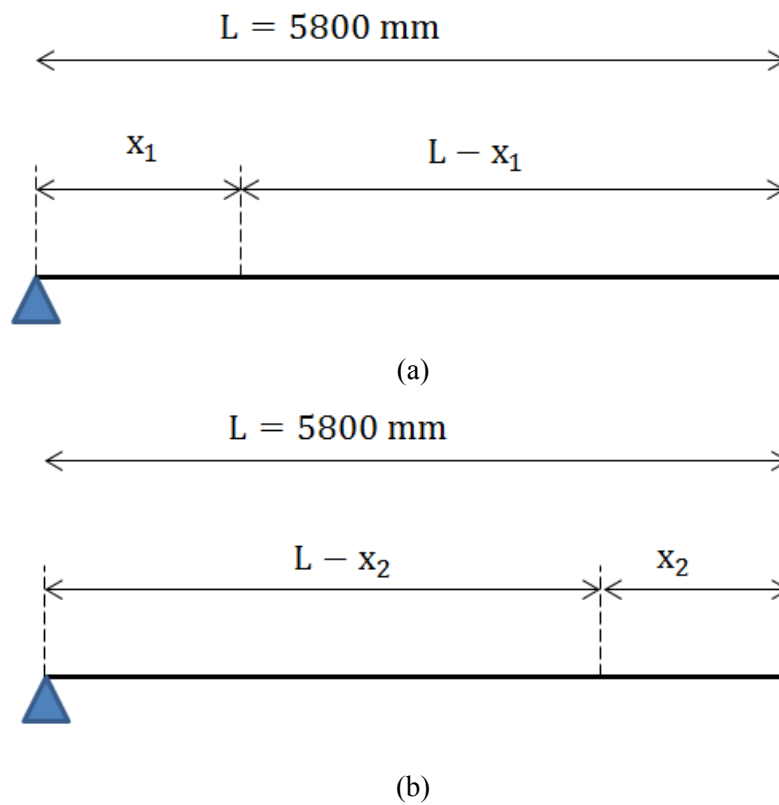 L = 5800 mm
x₁
L − x₁
(a)
L = 5800 mm
L − x₂
x₂
(b)